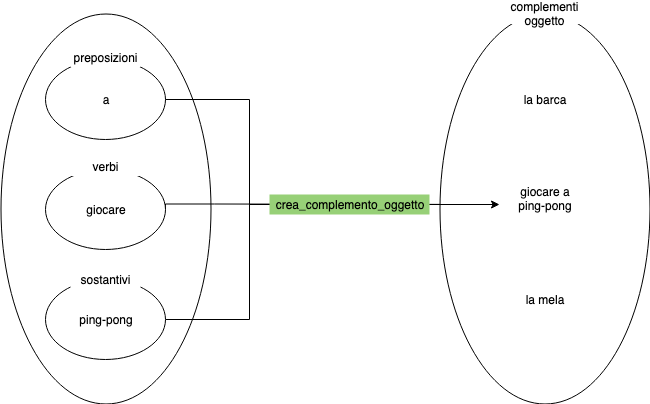 preposizioni
a
verbi
giocare
sostantivi
ping-pong
crea_complemento_oggetto
complementi
oggetto
la barca
giocare a
ping-pong
la mela